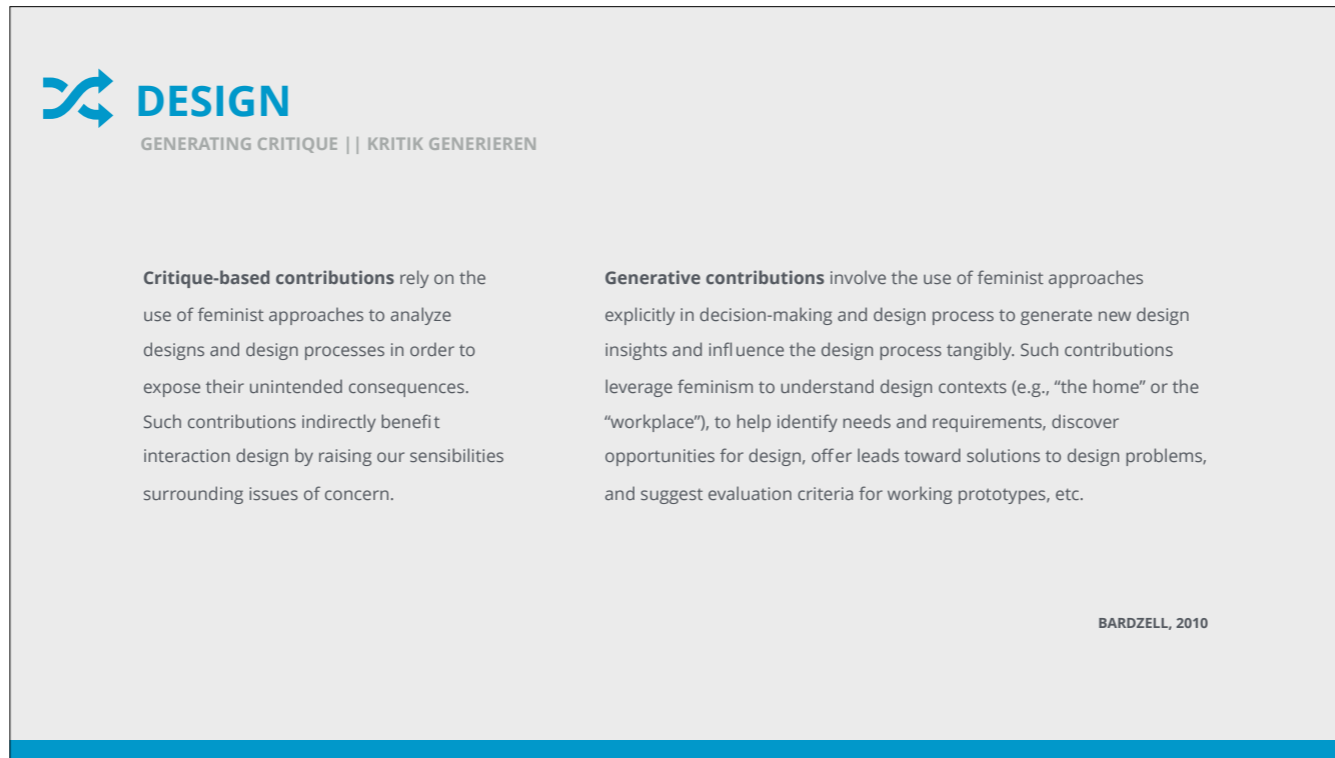 DESIGN
GENERATING CRITIQUE || KRITIK GENERIEREN
Critique-based contributions rely on the
use of feminist approaches to analyze
designs and design processes in order to
expose their unintended consequences.
Such contributions indirectly benefit
interaction design by raising our sensibilities
surrounding issues of concern.
Generative contributions involve the use of feminist approaches
explicitly in decision-making and design process to generate new design
insights and influence the design process tangibly. Such contributions
leverage feminism to understand design contexts (e.g., “the home” or the
“workplace”), to help identify needs and requirements, discover
opportunities for design, offer leads toward solutions to design problems,
and suggest evaluation criteria for working prototypes, etc.
BARDZELL, 2010